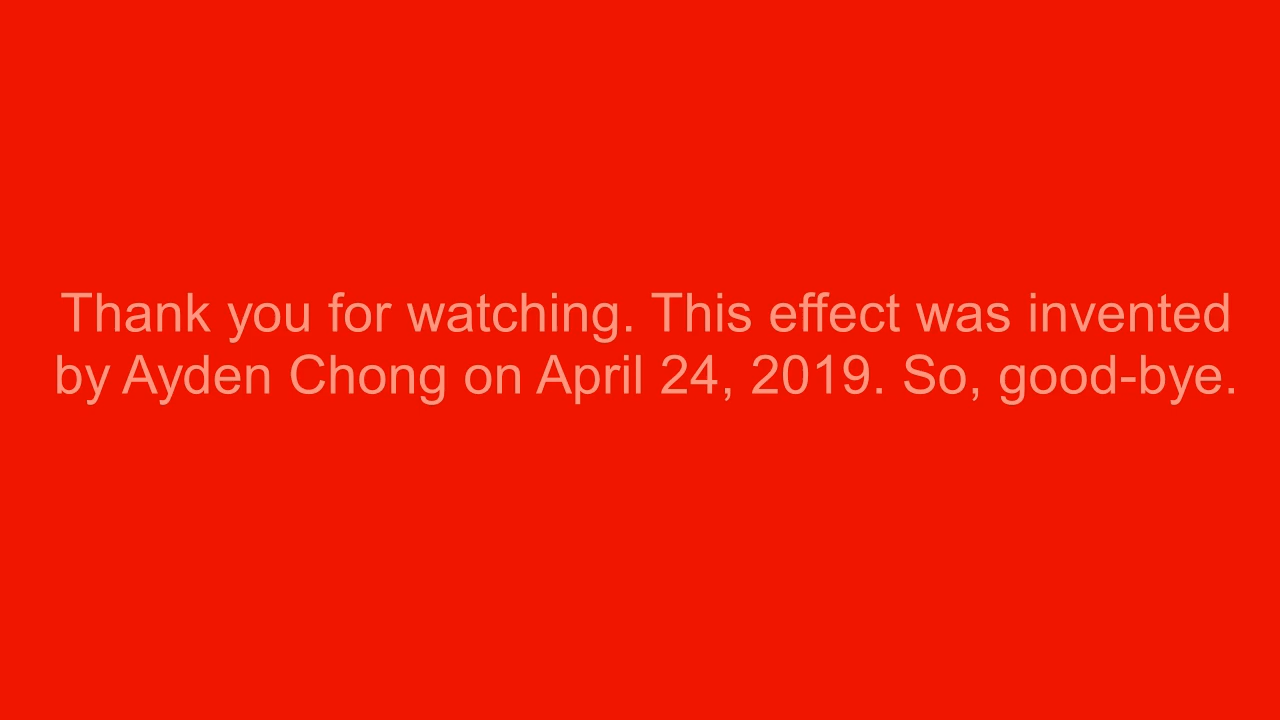 Thank you for watching. This effect was invented
by Ayden Chong on April 24, 2019. So, good-bye.